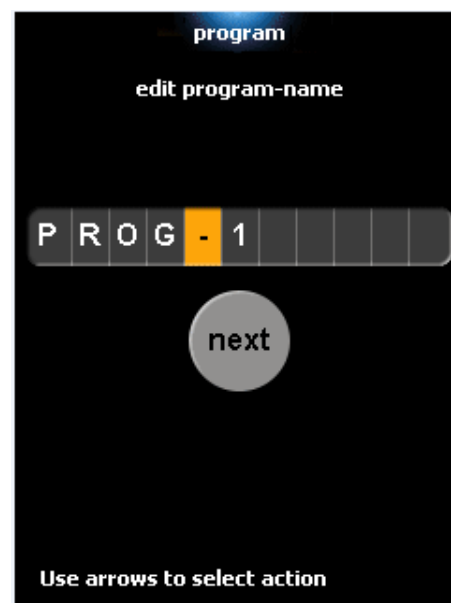 program
edit program-name
PROG-1
next
Use arrows to select action